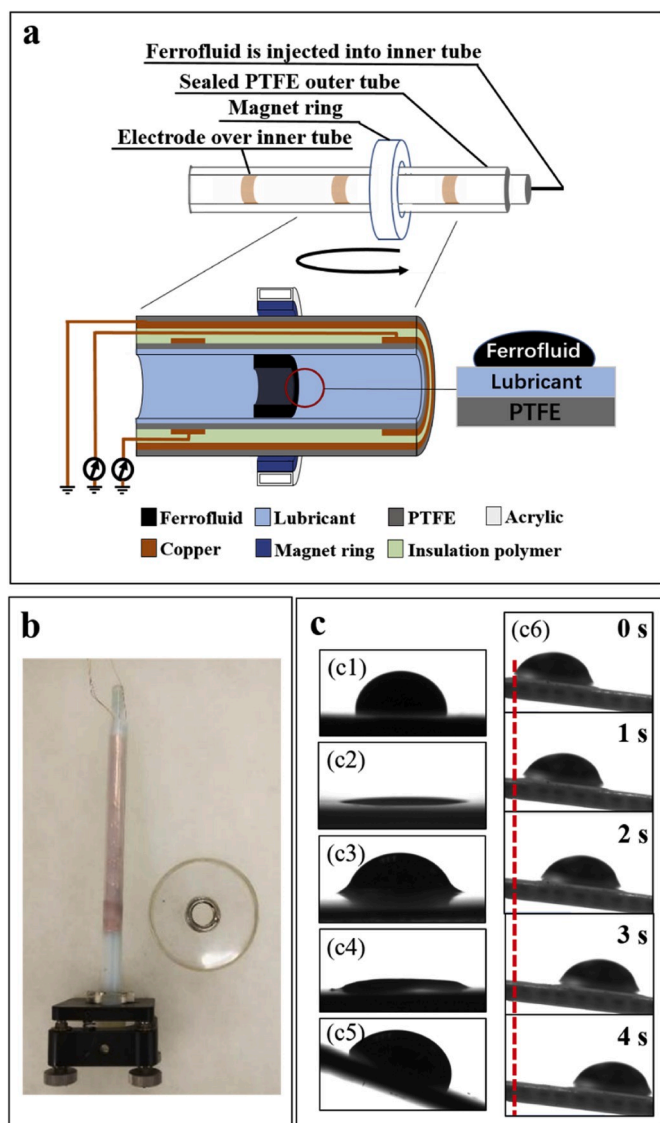 a
Ferrofluid is injected into inner tube
Sealed PTFE outer tube
Magnet ring
Electrode over inner tube
Ferrofluid
Lubricant
PTFE
Ferrofluid Lubricant PTFE Acrylic
Copper Magnet ring Insulation polymer
b
c
(c1)
(c2)
(c3)
(c4)
(c5)
(c6) 0 s
1 s
2 s
3 s
4 s